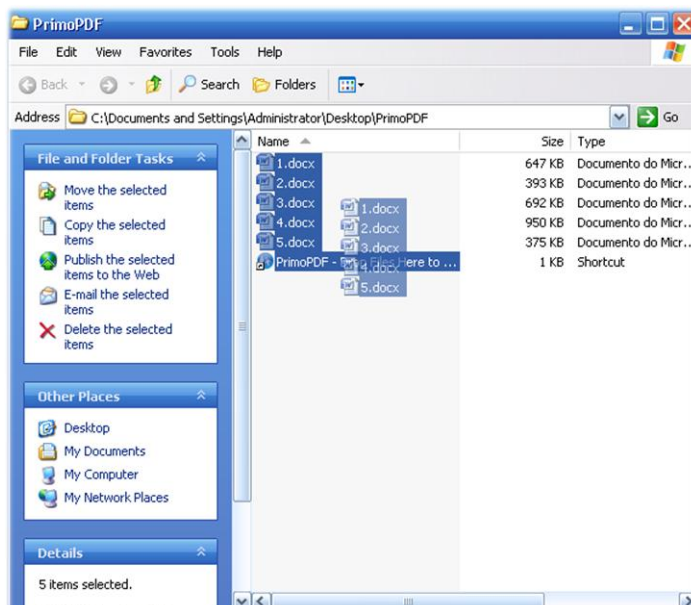 PrimoPDF
File Edit View Favorites Tools Help
Back Search Folders
Address C:\Documents and Settings\Administrator\Desktop\PrimoPDF Go
File and Folder Tasks
Move the selected
items
Copy the selected
items
Publish the selected
items to the Web
E-mail the selected
items
Delete the selected
items
Other Places
Desktop
My Documents
My Computer
My Network Places
Details
5 items selected.
Name Size Type
1.docx 647 KB Documento do Micr...
2.docx 393 KB Documento do Micr...
3.docx 692 KB Documento do Micr...
4.docx 950 KB Documento do Micr...
5.docx 375 KB Documento do Micr...
PrimoPDF - Drop Files Here to ... 1 KB Shortcut
1.docx
2.docx
3.docx
4.docx
5.docx